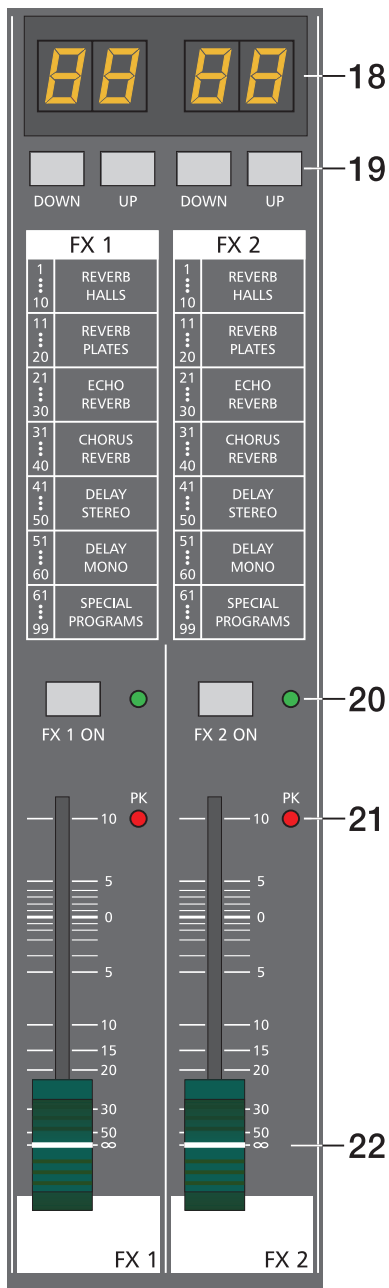 88 88 18
19
DOWN UP DOWN UP
FX 1 FX 2
1 10 REVERB HALLS 1 10 REVERB HALLS
11 20 REVERB PLATES 11 20 REVERB PLATES
21 30 ECHO REVERB 21 30 ECHO REVERB
31 40 CHORUS REVERB 31 40 CHORUS REVERB
41 50 DELAY STEREO 41 50 DELAY STEREO
51 60 DELAY MONO 51 60 DELAY MONO
61 99 SPECIAL PROGRAMS 61 99 SPECIAL PROGRAMS
20
FX 1 ON FX 2 ON
PK PK
10 10 21
5 5
0 0
5 5
10 10
15 15
20 20
30 30
50 50
∞ ∞ 22
FX 1 FX 2